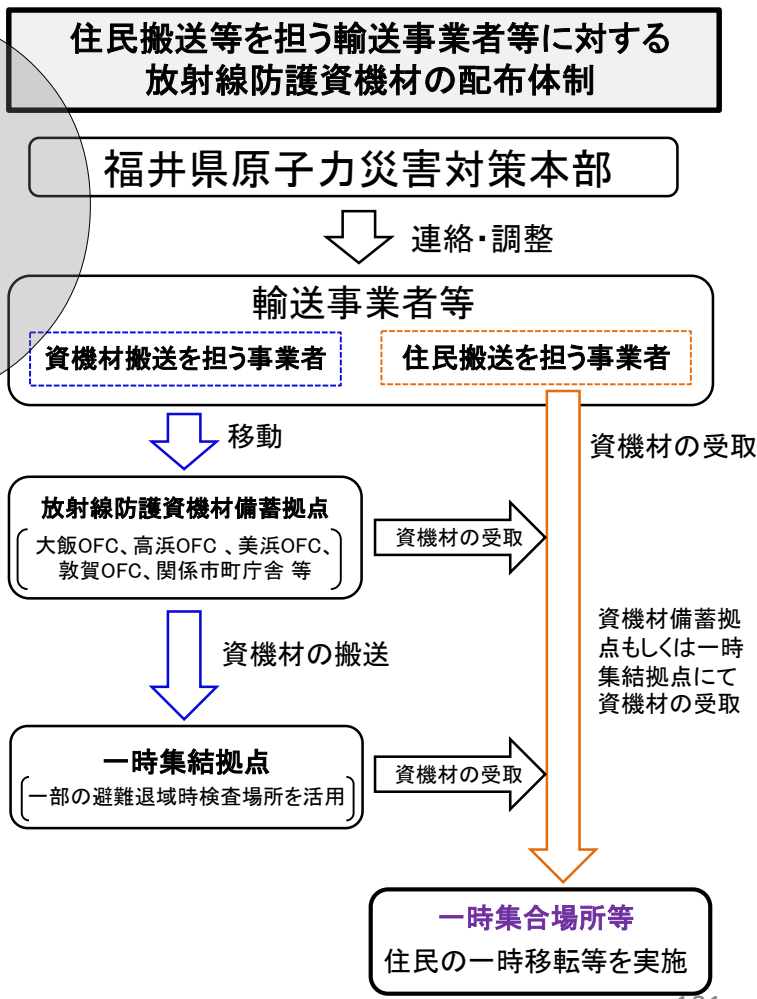 住民搬送等を担う輸送事業者等に対する
放射線防護資機材の配布体制
福井県原子力災害対策本部
連絡・調整
輸送事業者等
資機材搬送を担う事業者
住民搬送を担う事業者
移動
資機材の受取
放射線防護資機材備蓄拠点
大飯OFC、高浜OFC 、美浜OFC、
敦賀OFC、関係市町庁舎 等
資機材の受取
資機材の搬送
資機材備蓄拠
点もしくは一時
集結拠点にて
資機材の受取
一時集結拠点
一部の避難退域時検査場所を活用
資機材の受取
一時集合場所等
住民の一時移転等を実施